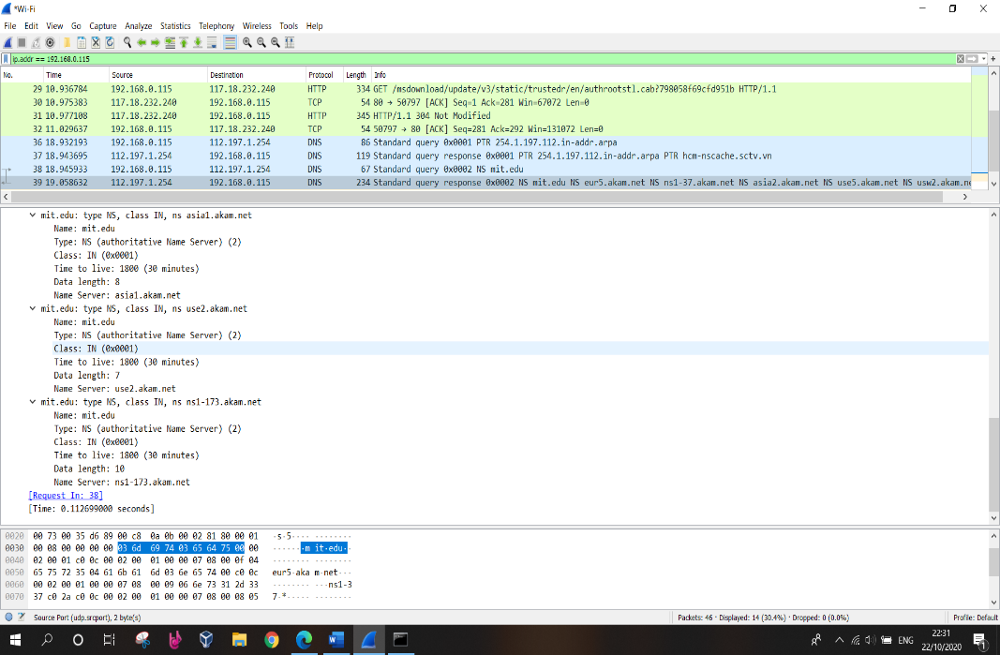 *Wi-Fi
File Edit View Go Capture Analyze Statistics Telephony Wireless Tools Help
ip.addr == 192.168.0.115
No. Time Source Destination Protocol Length Info
29 10.936784 192.168.0.115 117.18.232.240 HTTP 334 GET /msdownload/update/v3/static/trustedr/en/authrootstl.cab?798058f69cfd951b HTTP/1.1
30 10.975383 117.18.232.240 192.168.0.115 TCP 54 80 → 50797 [ACK] Seq=1 Ack=281 Win=67072 Len=0
31 10.977108 117.18.232.240 192.168.0.115 HTTP 345 HTTP/1.1 304 Not Modified
32 11.029637 192.168.0.115 117.18.232.240 TCP 54 50797 → 80 [ACK] Seq=281 Ack=292 Win=131072 Len=0
36 18.932193 192.168.0.115 112.197.1.254 DNS 86 Standard query 0x0001 PTR 254.1.197.112.in-addr.arpa
37 18.943695 112.197.1.254 192.168.0.115 DNS 119 Standard query response 0x0001 PTR 254.1.197.112.in-addr.arpa PTR hcm-nscache.sctv.vn
38 18.945933 192.168.0.115 112.197.1.254 DNS 67 Standard query 0x0002 NS mit.edu
39 19.058632 112.197.1.254 192.168.0.115 DNS 234 Standard query response 0x0002 NS mit.edu NS eur5.akam.net NS ns1-37.akam.net NS asia2.akam.net NS use5.akam.net NS usw2.akam.ne
mit.edu: type NS, class IN, ns asia1.akam.net
Name: mit.edu
Type: NS (authoritative Name Server) (2)
Class: IN (0x0001)
Time to live: 1800 (30 minutes)
Data length: 8
Name Server: asia1.akam.net
mit.edu: type NS, class IN, ns use2.akam.net
Name: mit.edu
Type: NS (authoritative Name Server) (2)
Class: IN (0x0001)
Time to live: 1800 (30 minutes)
Data length: 7
Name Server: use2.akam.net
mit.edu: type NS, class IN, ns ns1-173.akam.net
Name: mit.edu
Type: NS (authoritative Name Server) (2)
Class: IN (0x0001)
Time to live: 1800 (30 minutes)
Data length: 10
Name Server: ns1-173.akam.net
[Request In: 38]
[Time: 0.112699000 seconds]
0020 00 73 00 35 d6 89 00 c8 0a 0b 00 02 81 80 00 01 ·s·5···· ········
0030 00 08 00 00 00 00 03 6d 69 74 03 65 64 75 00 00 ·······m it·edu··
0040 02 00 01 c0 0c 00 02 00 01 00 00 07 08 00 0f 04 ········ ········
0050 65 75 72 35 04 61 6b 61 6d 03 6e 65 74 00 c0 0c eur5·aka m·net···
0060 00 02 00 01 00 00 07 08 00 09 06 6e 73 31 2d 33 ········ ···ns1-3
0070 37 c0 2a c0 0c 00 02 00 01 00 00 07 08 00 08 05 7·*····· ········
Source Port (udp.srcport), 2 byte(s)
Packets: 46 · Displayed: 14 (30.4%) · Dropped: 0 (0.0%)
Profile: Default
ENG
22:31
22/10/2020
1